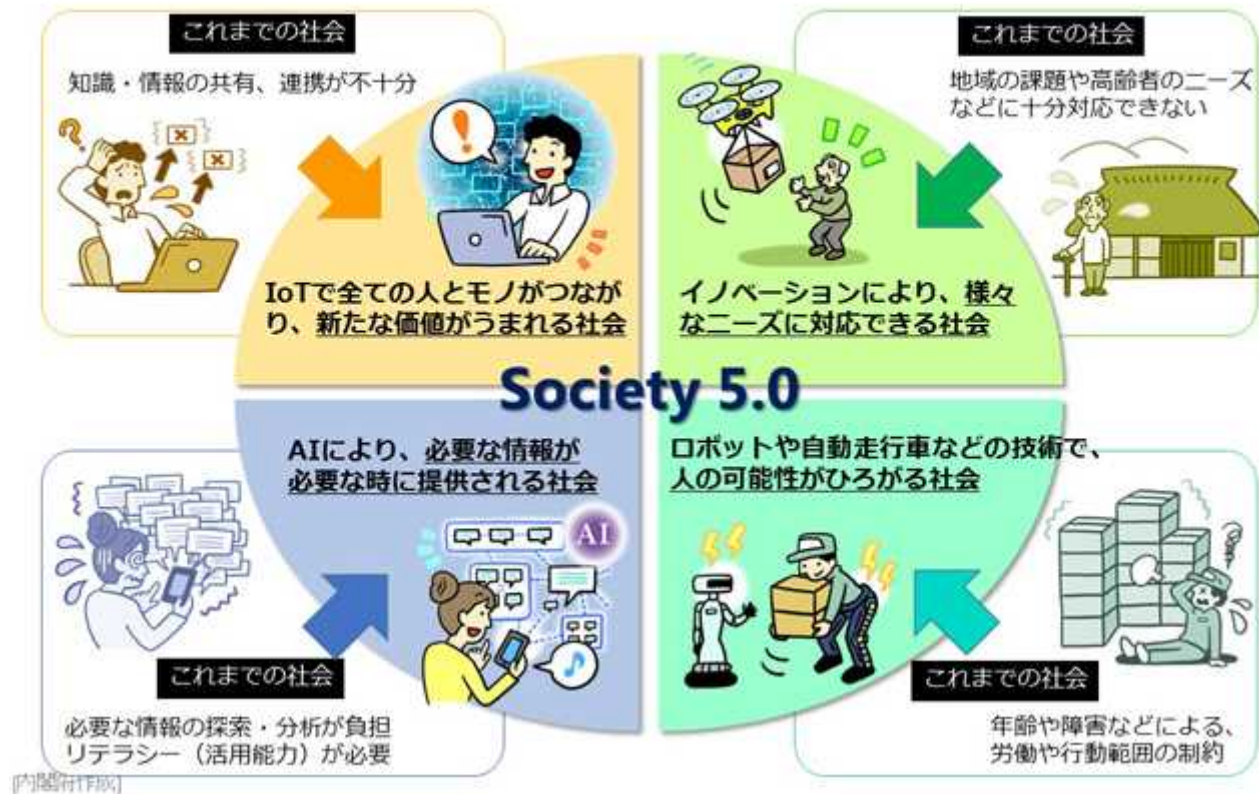 これまでの社会
知識・情報の共有、連携が不十分
IoTで全ての人とモノがつなが
り、新たな価値がうまれる社会
これまでの社会
地域の課題や高齢者のニーズ
などに十分対応できない
イノベーションにより、様々
なニーズに対応できる社会
Society 5.0
AIにより、必要な情報が
必要な時に提供される社会
AI
これまでの社会
必要な情報の探索・分析が負担
リテラシー（活用能力）が必要
ロボットや自動走行車などの技術で、
人の可能性がひろがる社会
これまでの社会
年齢や障害などによる、
労働や行動範囲の制約
[内閣府作成]